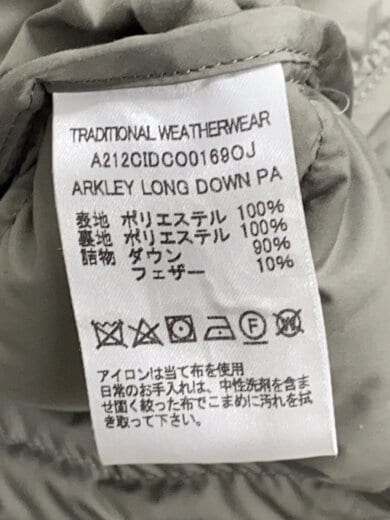 TRADITIONAL WEATHERWEAR
A212CIDCO0169OJ
ARKLEY LONG DOWN PA
表地 ポリエステル 100%
裏地 ポリエステル 100%
詰物 ダウン 90%
フェザー 10%
アイロンは当て布を使用
日常のお手入れは、中性洗剤を含ま
せ固く絞った布でこまめに汚れを拭
き取って下さい。